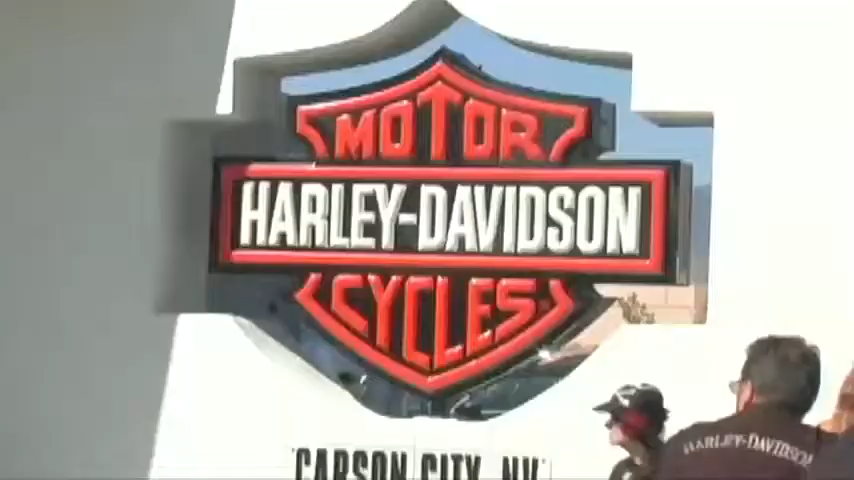 MOTOR
HARLEY-DAVIDSON
CYCLES
CARSON CITY, NV
HARLEY-DAVIDSON